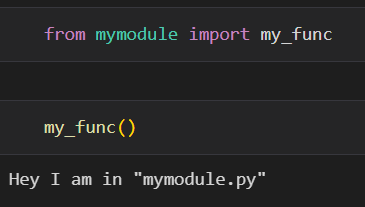 from mymodule import my_func
my_func()
Hey I am in "mymodule.py"